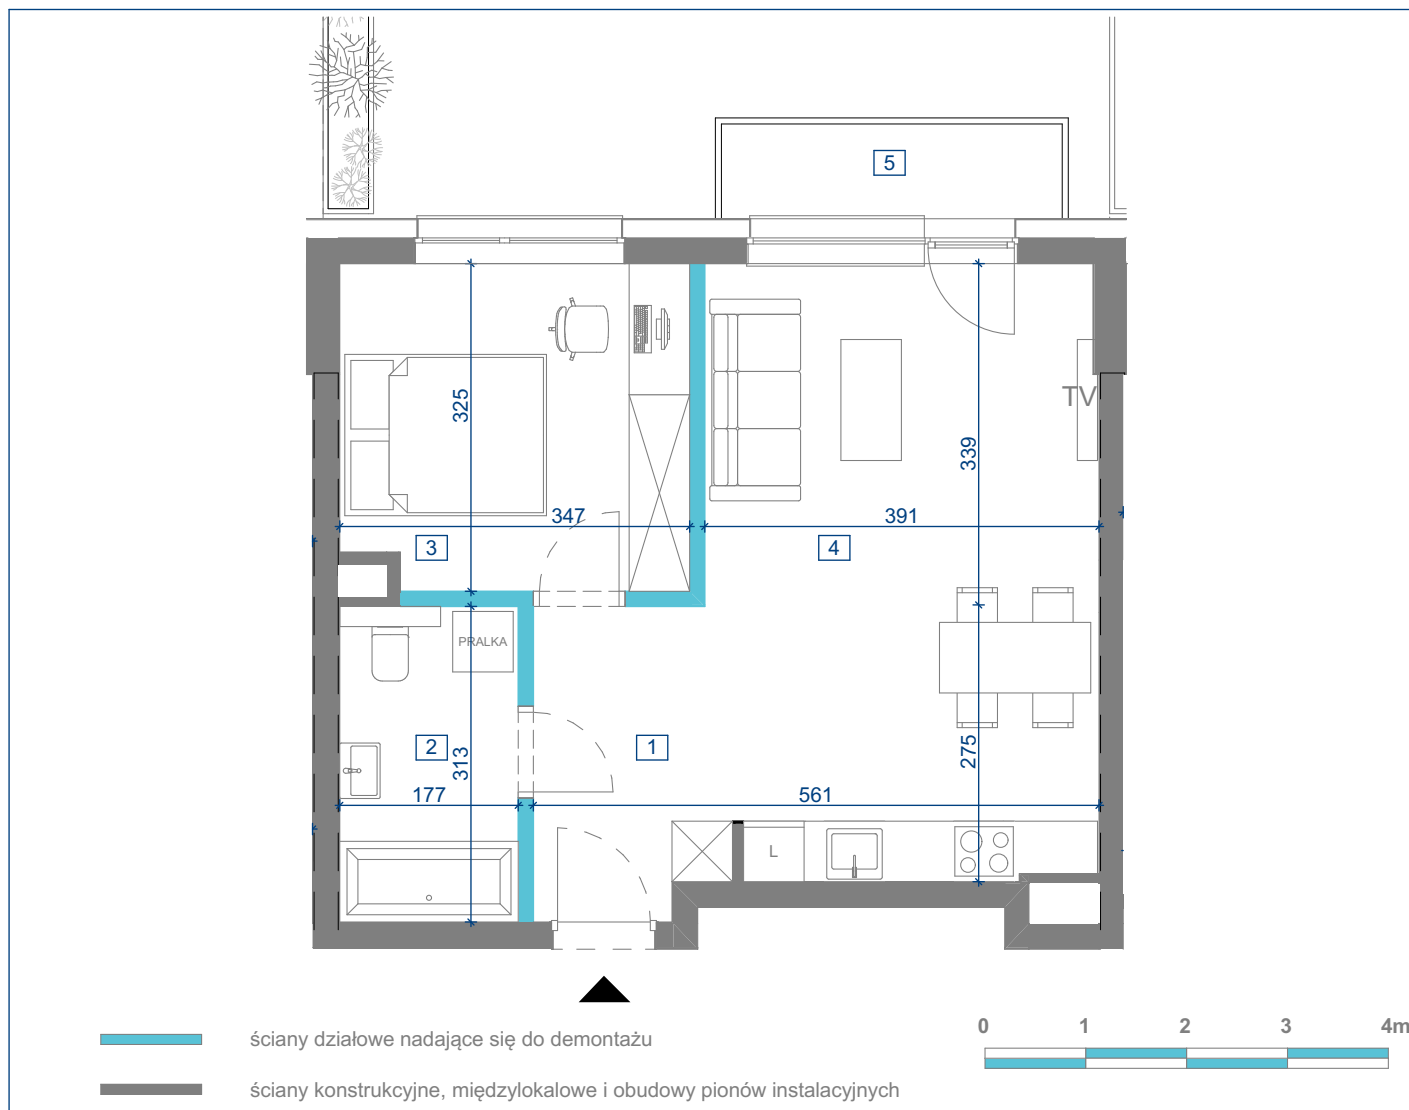 5
325
TV
339
347
391
3
4
PRALKA
2
313
1
275
177
561
L
0 1 2 3 4m
ściany działowe nadające się do demontażu
ściany konstrukcyjne, międzylokalowe i obudowy pionów instalacyjnych